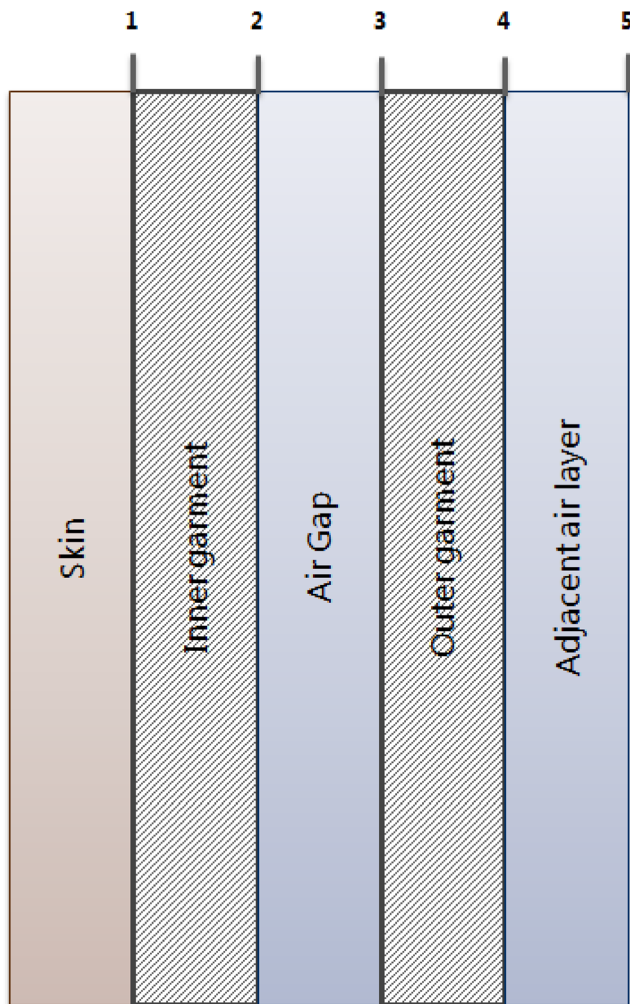 1 2 3 4 5
Skin
Inner garment
Air Gap
Outer garment
Adjacent air layer